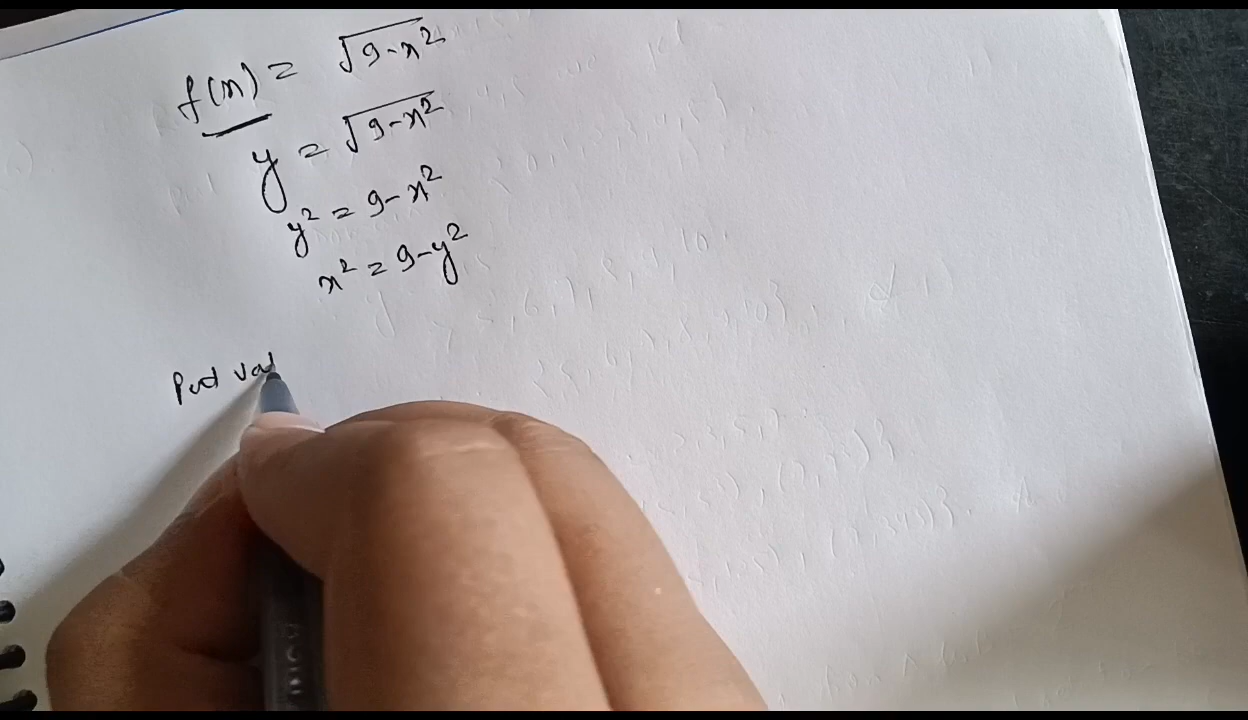 f(x) = √9-x²
y = √9-x²
y² = 9-x²
x² = 9-y²
Put val